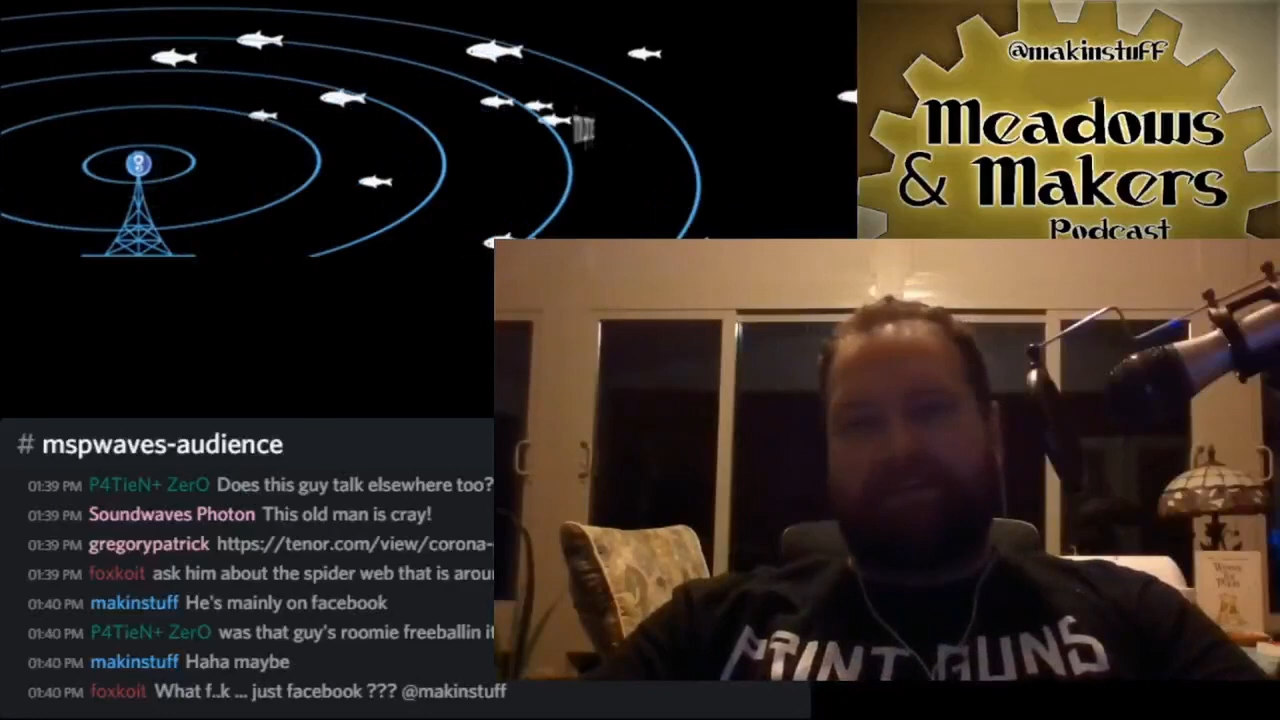 @makinstuff
Meadows
& Makers
Podcast
# mspwaves-audience
01:39 PM P4TieN+ ZerO Does this guy talk elsewhere too?
01:39 PM Soundwaves Photon This old man is cray!
01:39 PM gregorypatrick https://tenor.com/view/corona-
01:39 PM foxkoit ask him about the spider web that is arou
01:40 PM makinstuff He's mainly on facebook
01:40 PM P4TieN+ ZerO was that guy's roomie freeballin it
01:40 PM makinstuff Haha maybe
01:40 PM foxkoit What f..k ... just facebook ??? @makinstuff
PRINT GUNS